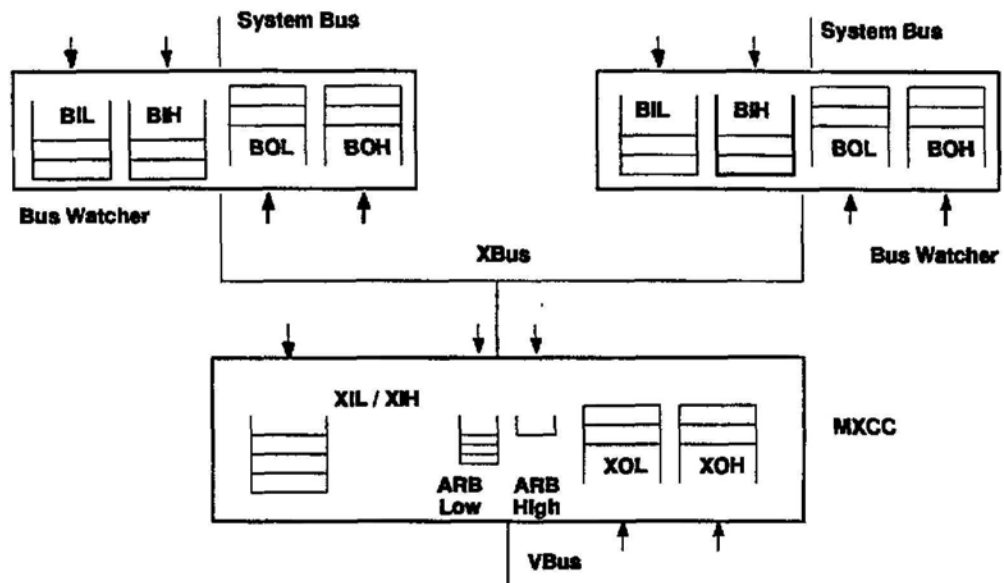 System Bus
System Bus
BIL
BIH
BOL
BOH
BIL
BIH
BOL
BOH
Bus Watcher
XBus
Bus Watcher
XIL / XIH
MXCC
XOL
XOH
ARB
Low
ARB
High
VBus